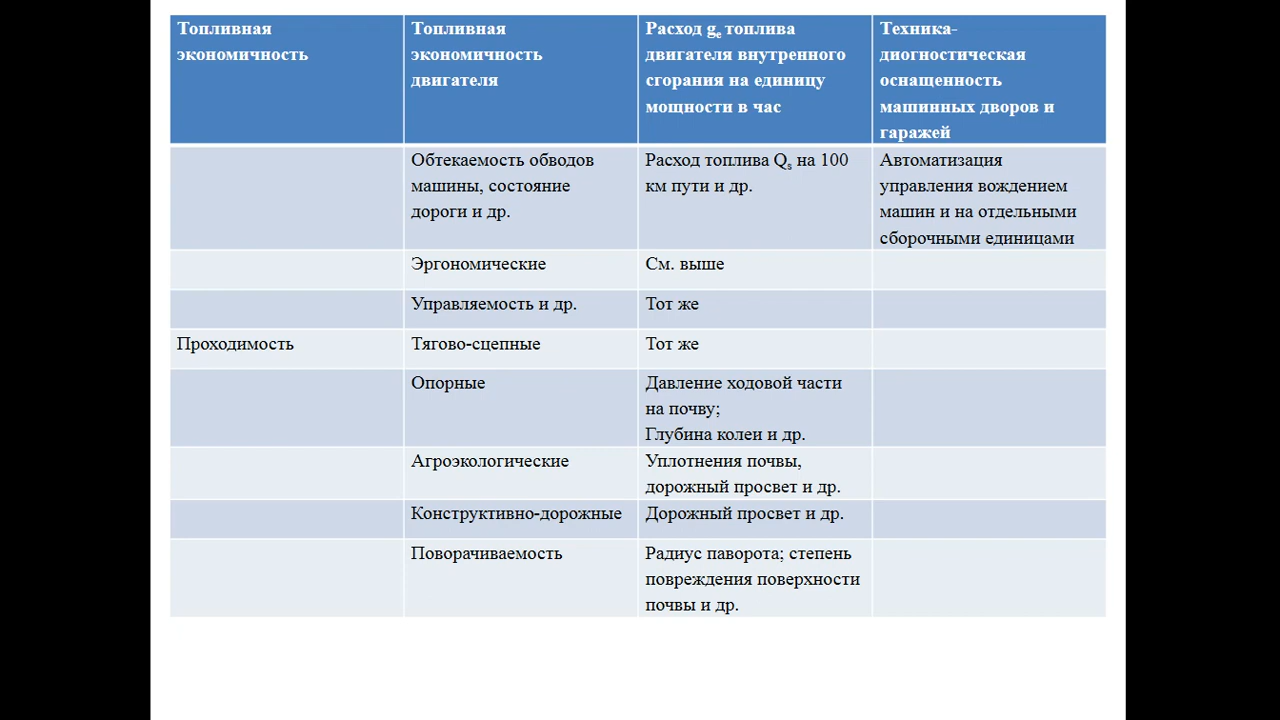 Топливная
экономичность
Топливная
экономичность
двигателя
Расход gₑ топлива
двигателя внутренного
сгорания на единицу
мощности в час
Техника-
диогностическая
оснащенность
машинных дворов и
гаражей
Обтекаемость обводов
машины, состояние
дороги и др.
Расход топлива Qₛ на 100
км пути и др.
Автоматизация
управления вождением
машин и на отдельными
сборочными единицами
Эргономические
См. выше
Управляемость и др.
Тот же
Проходимость
Тягово-сцепные
Тот же
Опорные
Давление ходовой части
на почву;
Глубина колеи и др.
Агроэкологические
Уплотнения почвы,
дорожный просвет и др.
Конструктивно-дорожные
Дорожный просвет и др.
Поворачиваемость
Радиус паворота; степень
повреждения поверхности
почвы и др.